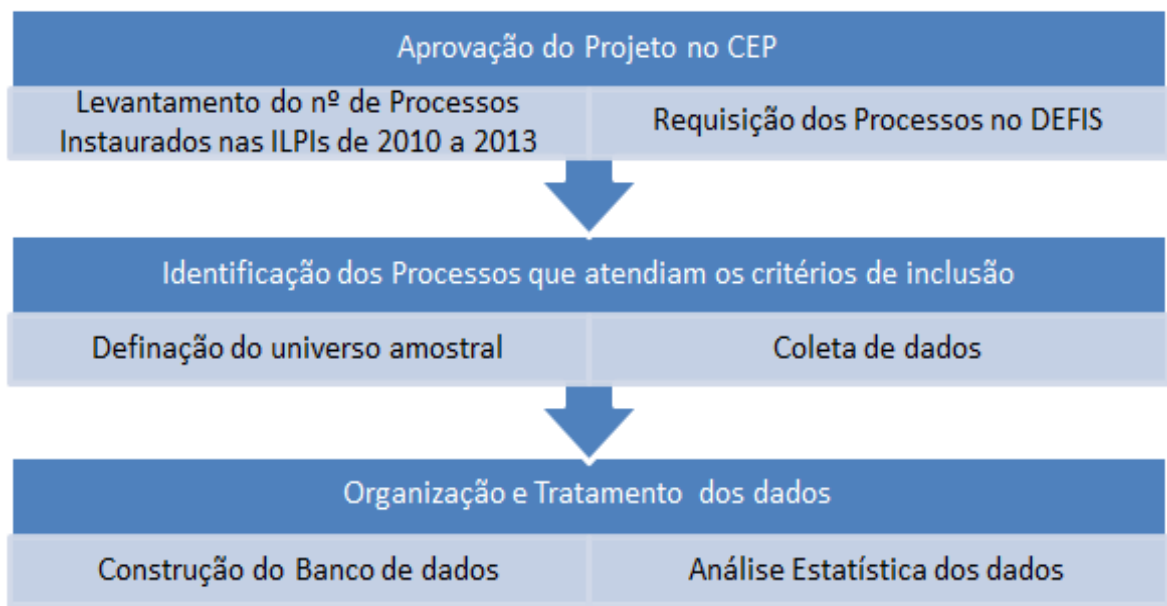 Aprovação do Projeto no CEP
Levantamento do nº de Processos
Instaurados nas ILPIs de 2010 a 2013
Requisição dos Processos no DEFIS
Identificação dos Processos que atendiam os critérios de inclusão
Definação do universo amostral
Coleta de dados
Organização e Tratamento dos dados
Construção do Banco de dados
Análise Estatística dos dados